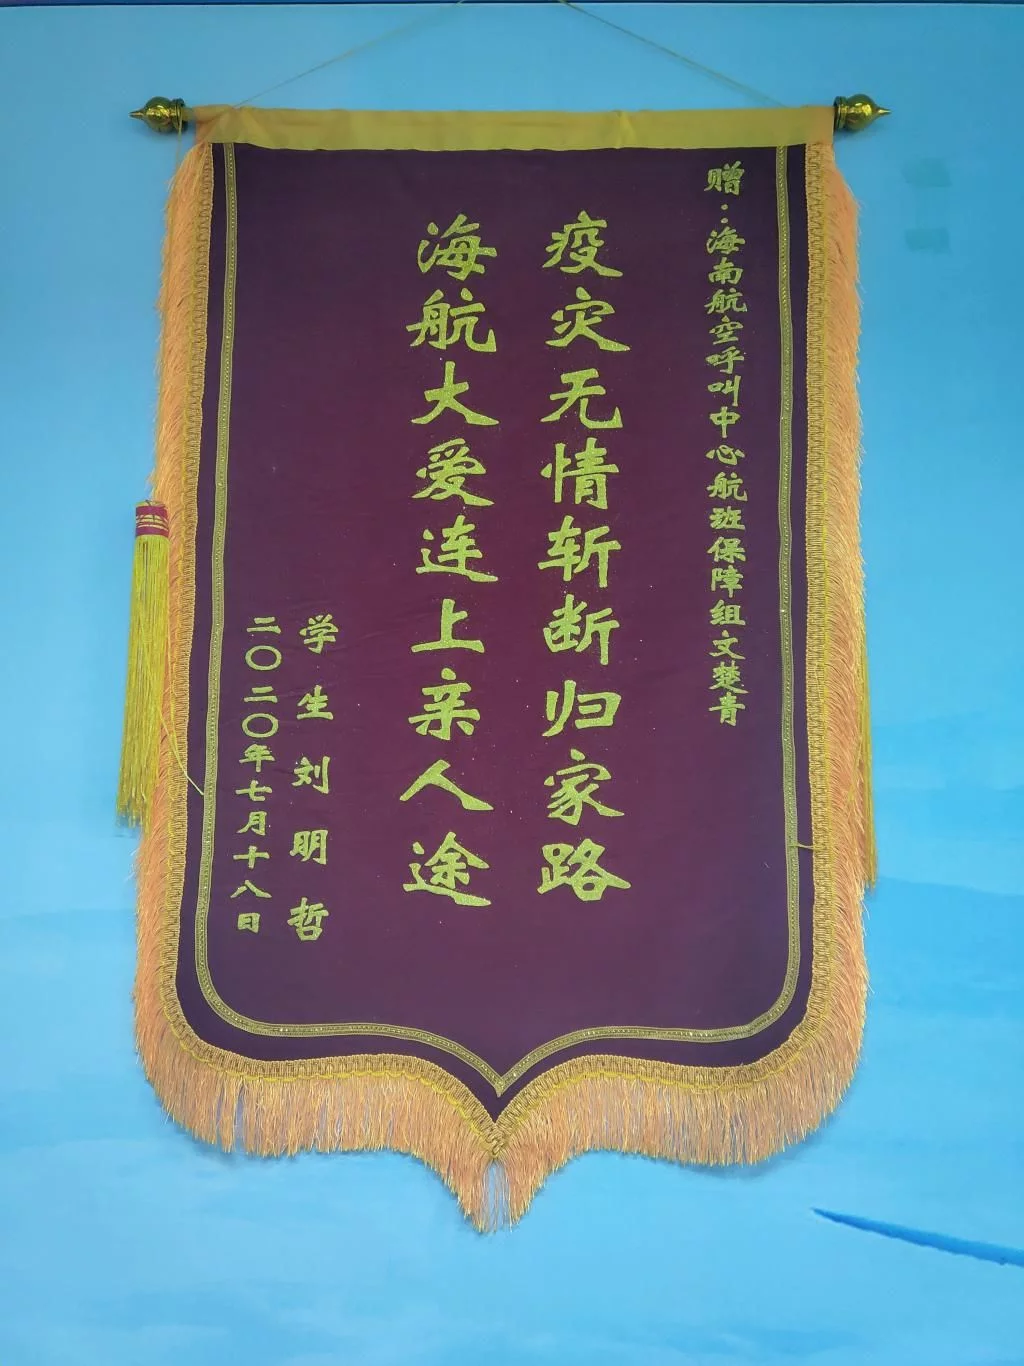 赠：海南航空呼叫中心航班保障组文楚青
疫灾无情斩断归家路
海航大爱连上亲人途
学生刘明哲
二〇二〇年七月十八日